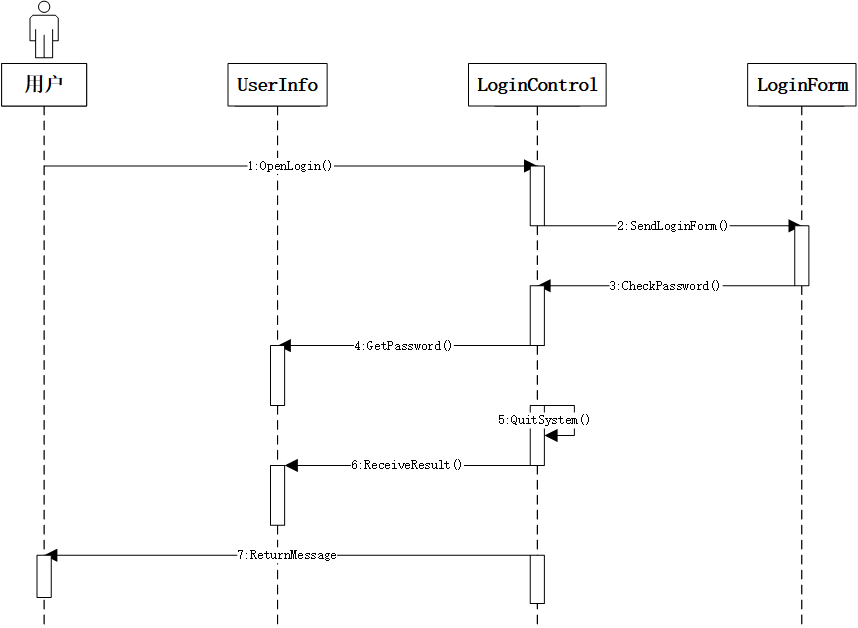 用户
UserInfo
LoginControl
LoginForm
1:OpenLogin()
2:SendLoginForm()
3:CheckPassword()
4:GetPassword()
5:QuitSystem()
6:ReceiveResult()
7:ReturnMessage